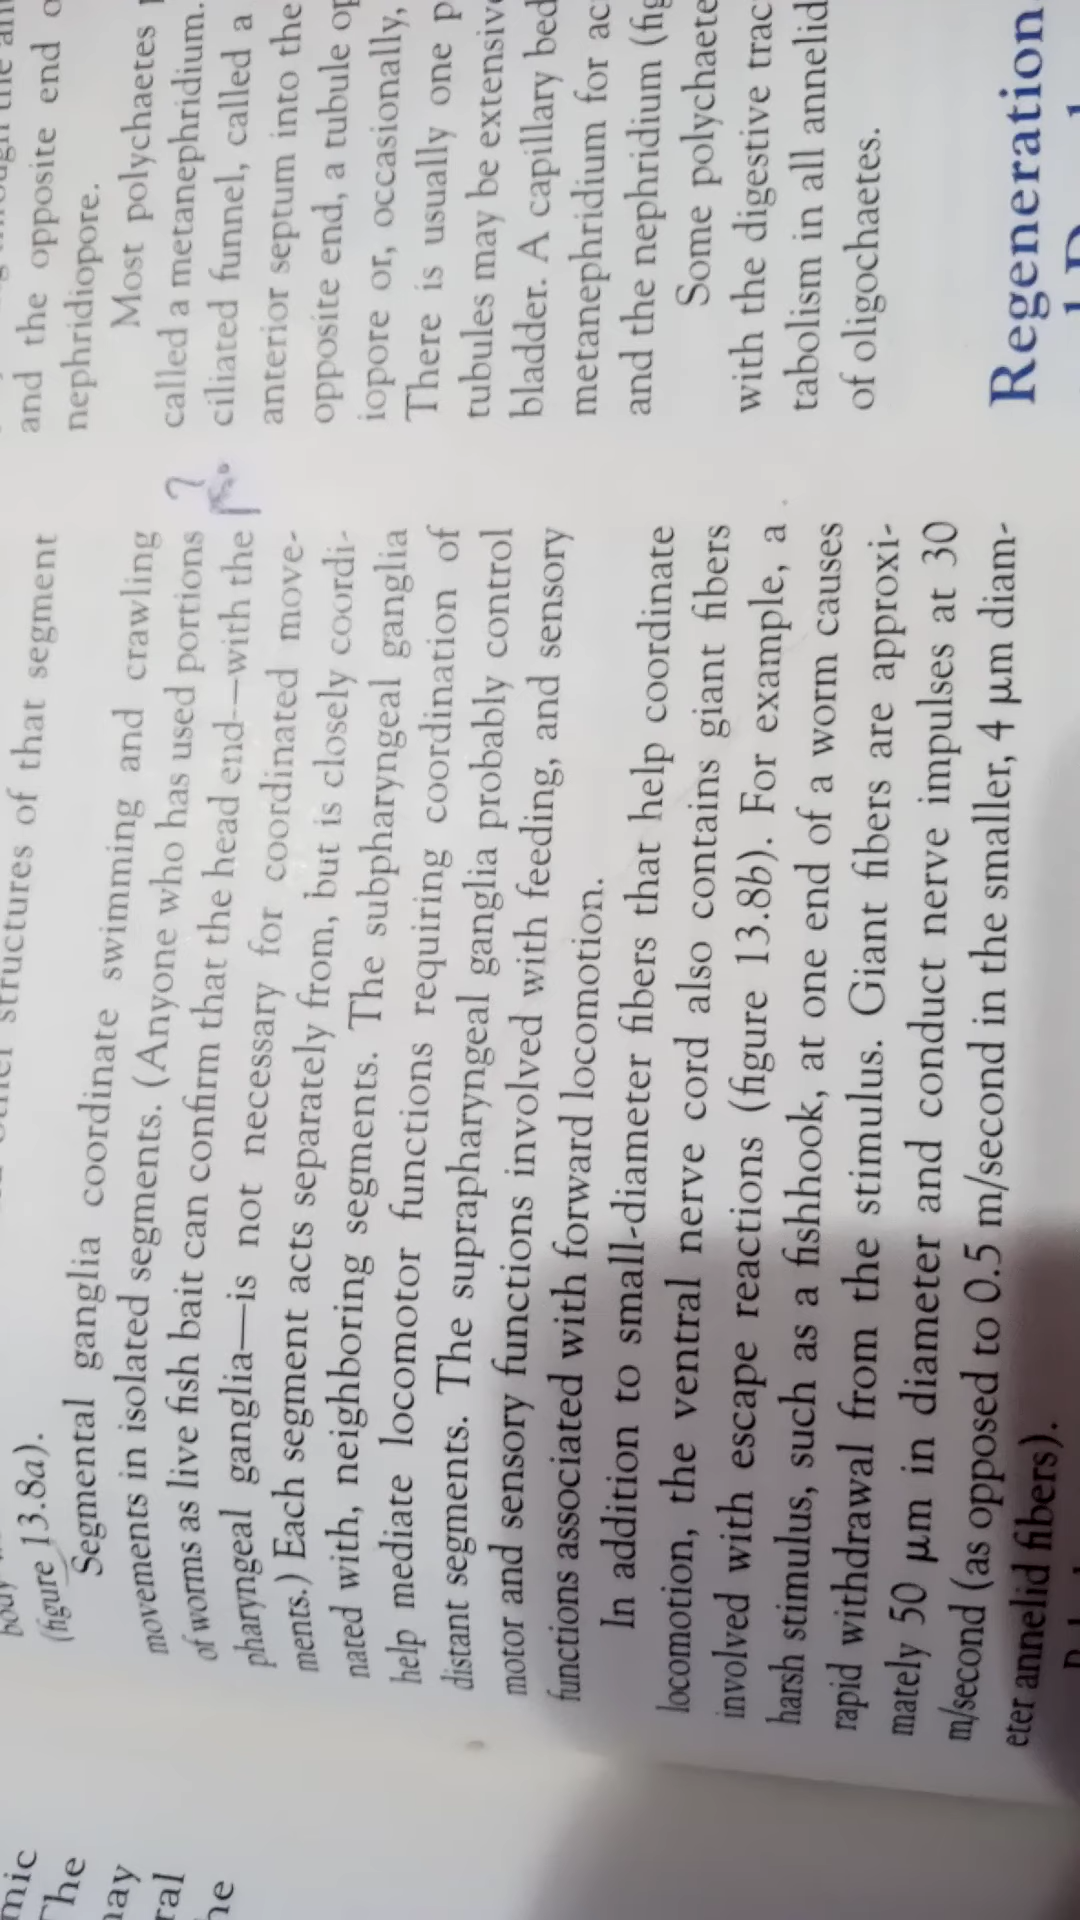 mic
The
may
ral
he
(figure 13.8a).
structures of that segment
Segmental ganglia coordinate swimming and crawling
movements in isolated segments. (Anyone who has used portions
of worms as live fish bait can confirm that the head end—with the
pharyngeal ganglia—is not necessary for coordinated move-
ments.) Each segment acts separately from, but is closely coordi-
nated with, neighboring segments. The subpharyngeal ganglia
help mediate locomotor functions requiring coordination of
distant segments. The suprapharyngeal ganglia probably control
motor and sensory functions involved with feeding, and sensory
functions associated with forward locomotion.
In addition to small-diameter fibers that help coordinate
locomotion, the ventral nerve cord also contains giant fibers
involved with escape reactions (figure 13.8b). For example, a
harsh stimulus, such as a fishhook, at one end of a worm causes
rapid withdrawal from the stimulus. Giant fibers are approxi-
mately 50 µm in diameter and conduct nerve impulses at 30
m/second (as opposed to 0.5 m/second in the smaller, 4 µm diam-
eter annelid fibers).
?
and the opposite end o
nephridiopore.
Most polychaetes
called a metanephridium.
ciliated funnel, called a
anterior septum into the
opposite end, a tubule op
iopore or, occasionally,
There is usually one p
tubules may be extensive
bladder. A capillary bed
metanephridium for ac
and the nephridium (fig
Some polychaete
with the digestive trac
tabolism in all annelid
of oligochaetes.
Regeneration